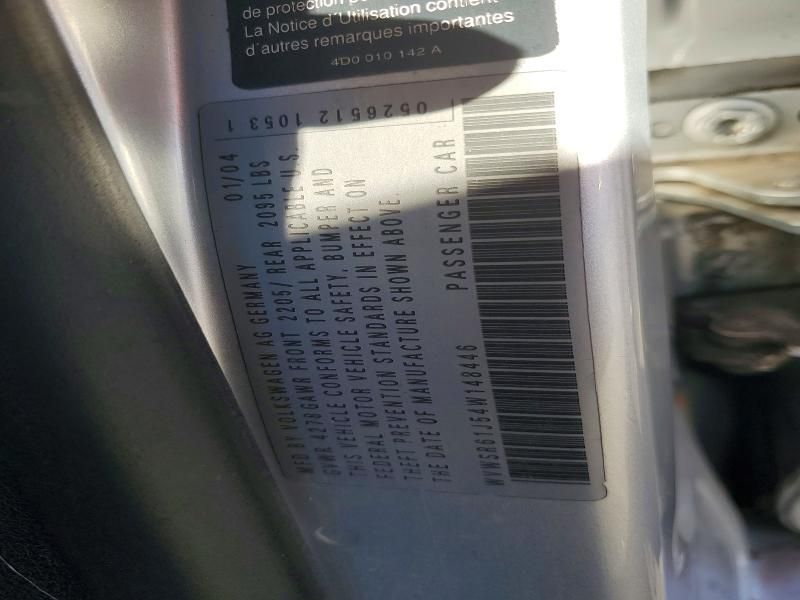 de protection
La Notice d'Utilisation contient
d'autres remarques importantes
4D0 010 142 A
0526512 1053 1
MFD BY VOLKSWAGEN AG GERMANY 01/04
GVWR 4278GAWR FRONT 2205/ REAR 2095 LBS
THIS VEHICLE CONFORMS TO ALL APPLICABLE U.S.
FEDERAL MOTOR VEHICLE SAFETY, BUMPER AND
THEFT PREVENTION STANDARDS IN EFFECT ON
THE DATE OF MANUFACTURE SHOWN ABOVE.
PASSENGER CAR
WVWSR61J54W148446